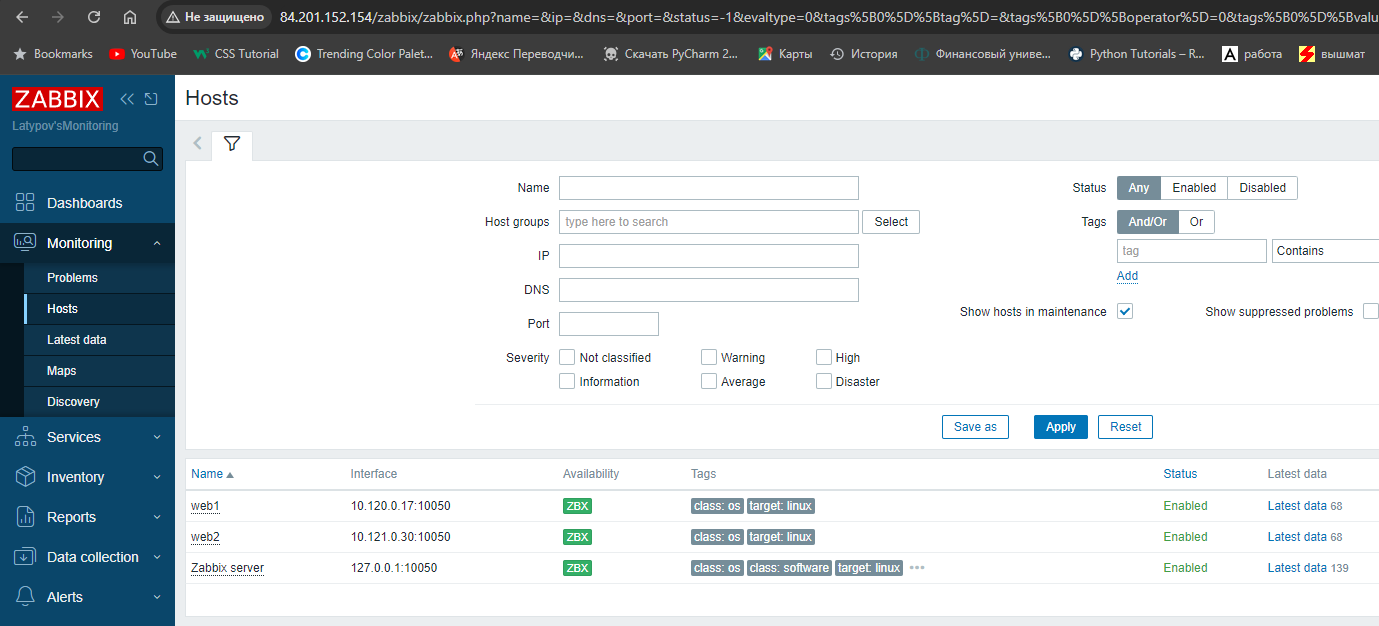 Не защищено 84.201.152.154/zabbix/zabbix.php?name=&ip=&dns=&port=&status=-1&evaltype=0&tags%5B0%5D%5Btag%5D=&tags%5B0%5D%5Boperator%5D=0&tags%5B0%5D%5Bvalu
Bookmarks YouTube CSS Tutorial Trending Color Palet... Яндекс Переводчи... Скачать PyCharm 2... Карты История Финансовый униве... Python Tutorials – R... работа вышмат
ZABBIX
Latypov'sMonitoring
Dashboards
Monitoring
Problems
Hosts
Latest data
Maps
Discovery
Services
Inventory
Reports
Data collection
Alerts
Hosts
Name
Host groups type here to search Select
IP
DNS
Port
Severity Not classified Warning High
Information Average Disaster
Status Any Enabled Disabled
Tags And/Or Or
tag Contains
Add
Show hosts in maintenance Show suppressed problems
Save as Apply Reset
Name Interface Availability Tags Status Latest data
web1 10.120.0.17:10050 ZBX class: os target: linux Enabled Latest data 68
web2 10.121.0.30:10050 ZBX class: os target: linux Enabled Latest data 68
Zabbix server 127.0.0.1:10050 ZBX class: os class: software target: linux ••• Enabled Latest data 139